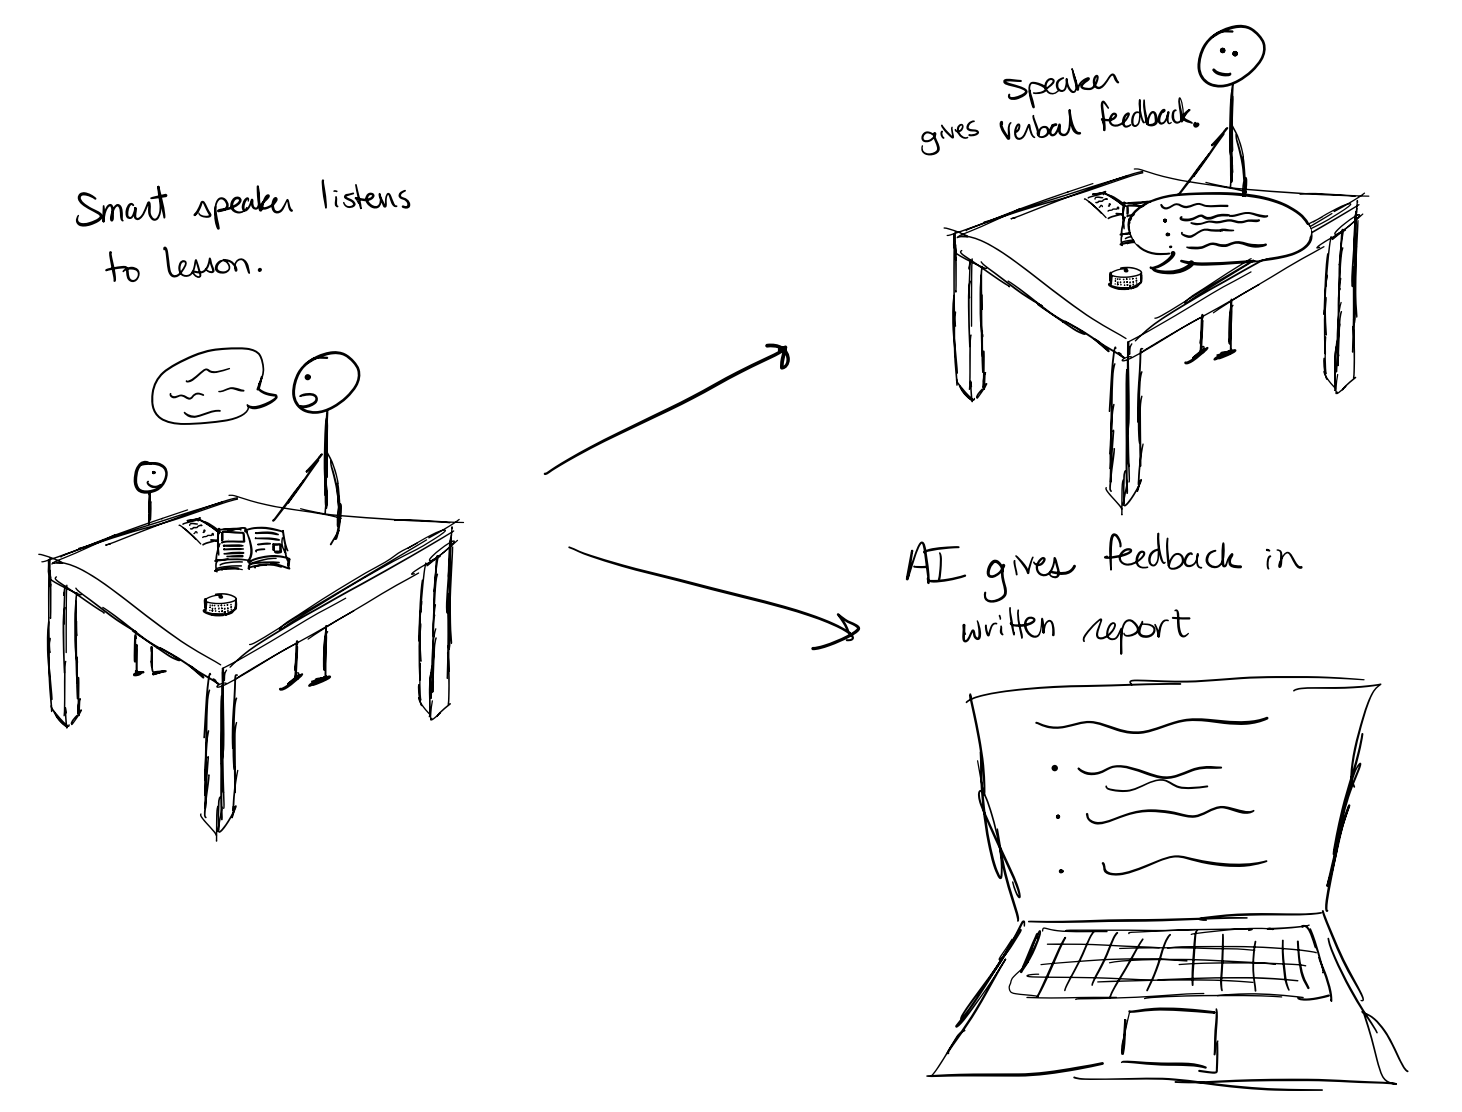 Smart speaker listens
to lesson.
speaker
gives verbal feedback.
AI gives feedback in
written report